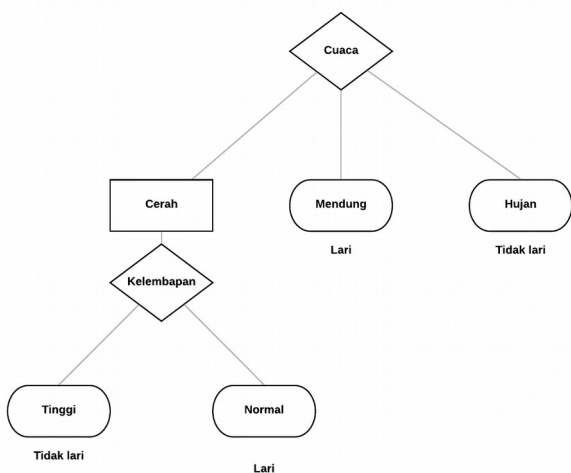 Cuaca
Cerah
Mendung
Hujan
Lari
Tidak lari
Kelembapan
Tinggi
Normal
Tidak lari
Lari